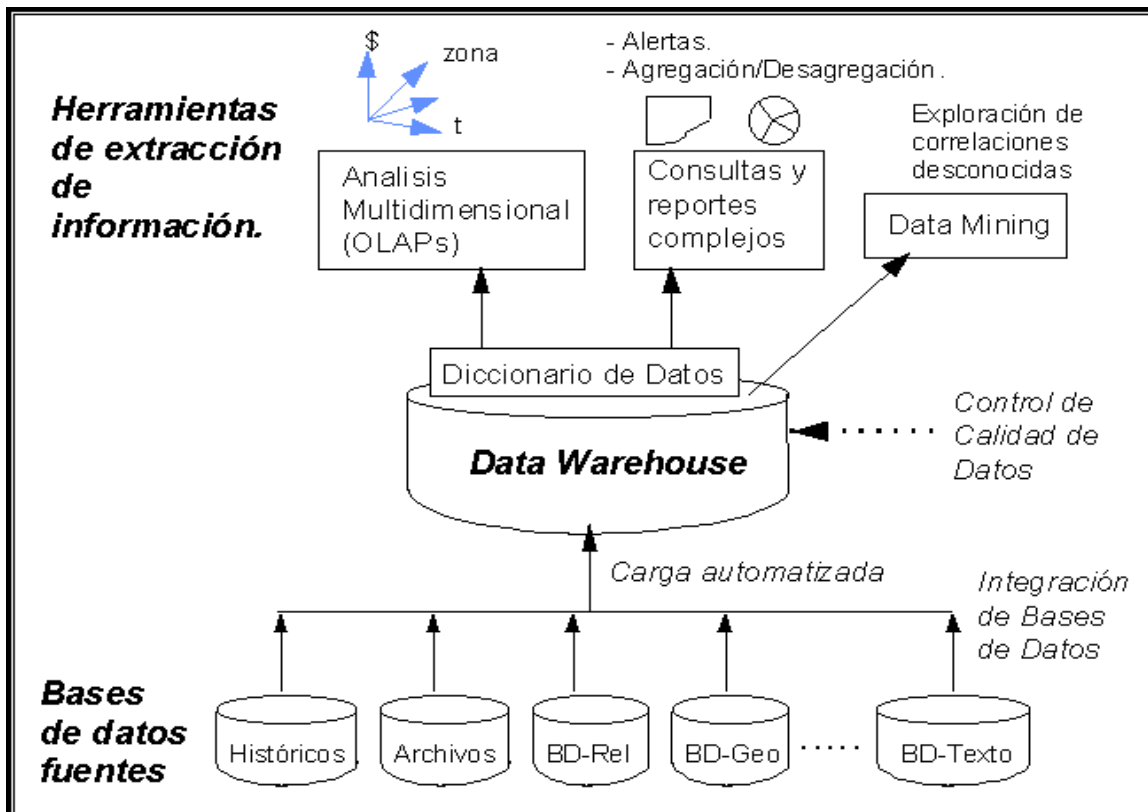 $
zona
t
- Alertas.
- Agregación/Desagregación.
Herramientas
de extracción
de
información.
Analisis
Multidimensional
(OLAPs)
Consultas y
reportes
complejos
Exploración de
correlaciones
desconocidas
Data Mining
Diccionario de Datos
Data Warehouse
Control de
Calidad de
Datos
Carga automatizada
Integración
de Bases
de Datos
Bases
de datos
fuentes
Históricos
Archivos
BD-Rel
BD-Geo
.....
BD-Texto